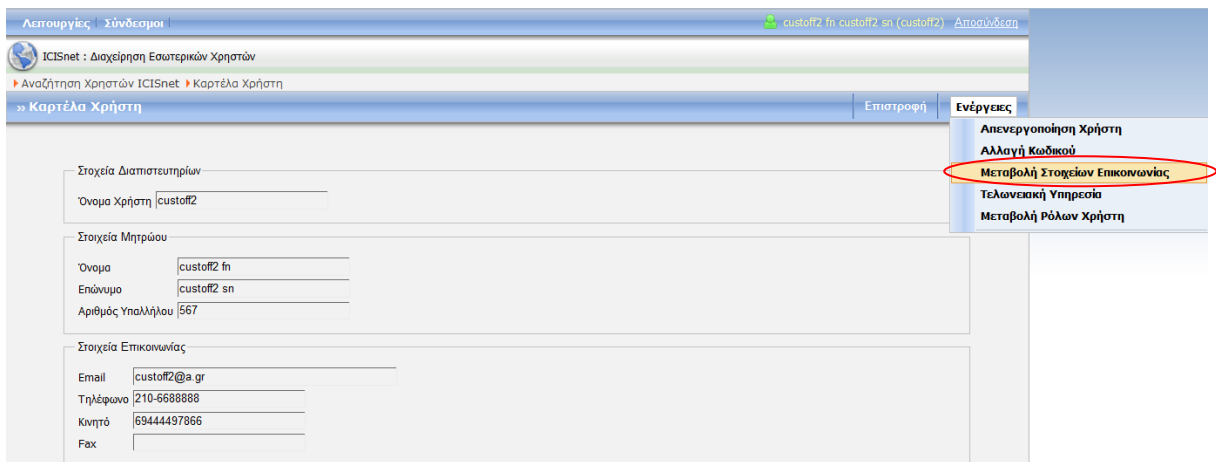 Λειτουργίες Σύνδεσμοι custoff2 fn custoff2 sn (custoff2) Αποσύνδεση
ICISnet : Διαχείρηση Εσωτερικών Χρηστών
Αναζήτηση Χρηστών ICISnet Καρτέλα Χρήστη
» Καρτέλα Χρήστη Επιστροφή Ενέργειες
Απενεργοποίηση Χρήστη
Αλλαγή Κωδικού
Μεταβολή Στοιχείων Επικοινωνίας
Τελωνειακή Υπηρεσία
Μεταβολή Ρόλων Χρήστη
Στοιχεία Διαπιστευτηρίων
Όνομα Χρήστη custoff2
Στοιχεία Μητρώου
Όνομα custoff2 fn
Επώνυμο custoff2 sn
Αριθμός Υπαλλήλου 567
Στοιχεία Επικοινωνίας
Email custoff2@a.gr
Τηλέφωνο 210-6688888
Κινητό 69444497866
Fax